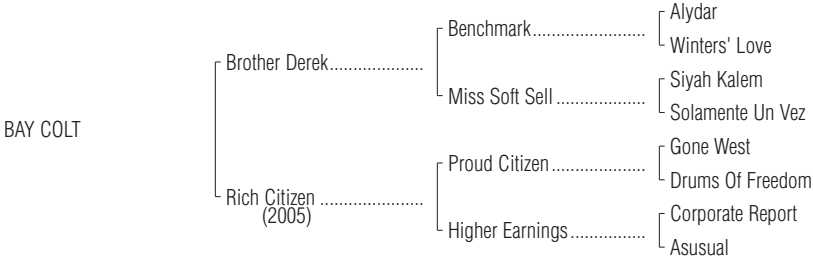 Alydar
Benchmark........................
Winters' Love
Brother Derek....................
Siyah Kalem
Miss Soft Sell ...................
Solamente Un Vez
BAY COLT
Gone West
Proud Citizen ....................
Drums Of Freedom
Rich Citizen ......................
(2005)
Corporate Report
Higher Earnings................
Asusual